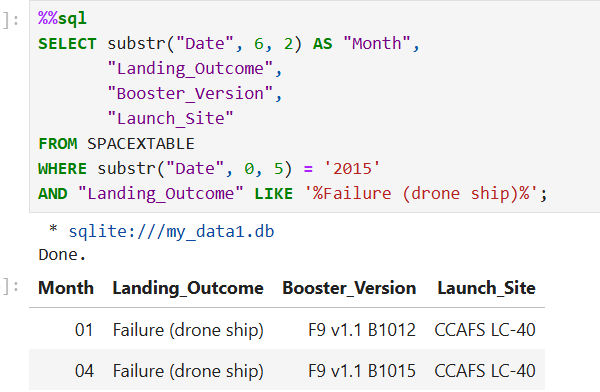 ]: %%sql
SELECT substr("Date", 6, 2) AS "Month",
"Landing_Outcome",
"Booster_Version",
"Launch_Site"
FROM SPACEXTABLE
WHERE substr("Date", 0, 5) = '2015'
AND "Landing_Outcome" LIKE '%Failure (drone ship)%';
* sqlite:///my_data1.db
Done.
]: Month Landing_Outcome Booster_Version Launch_Site
01 Failure (drone ship) F9 v1.1 B1012 CCAFS LC-40
04 Failure (drone ship) F9 v1.1 B1015 CCAFS LC-40